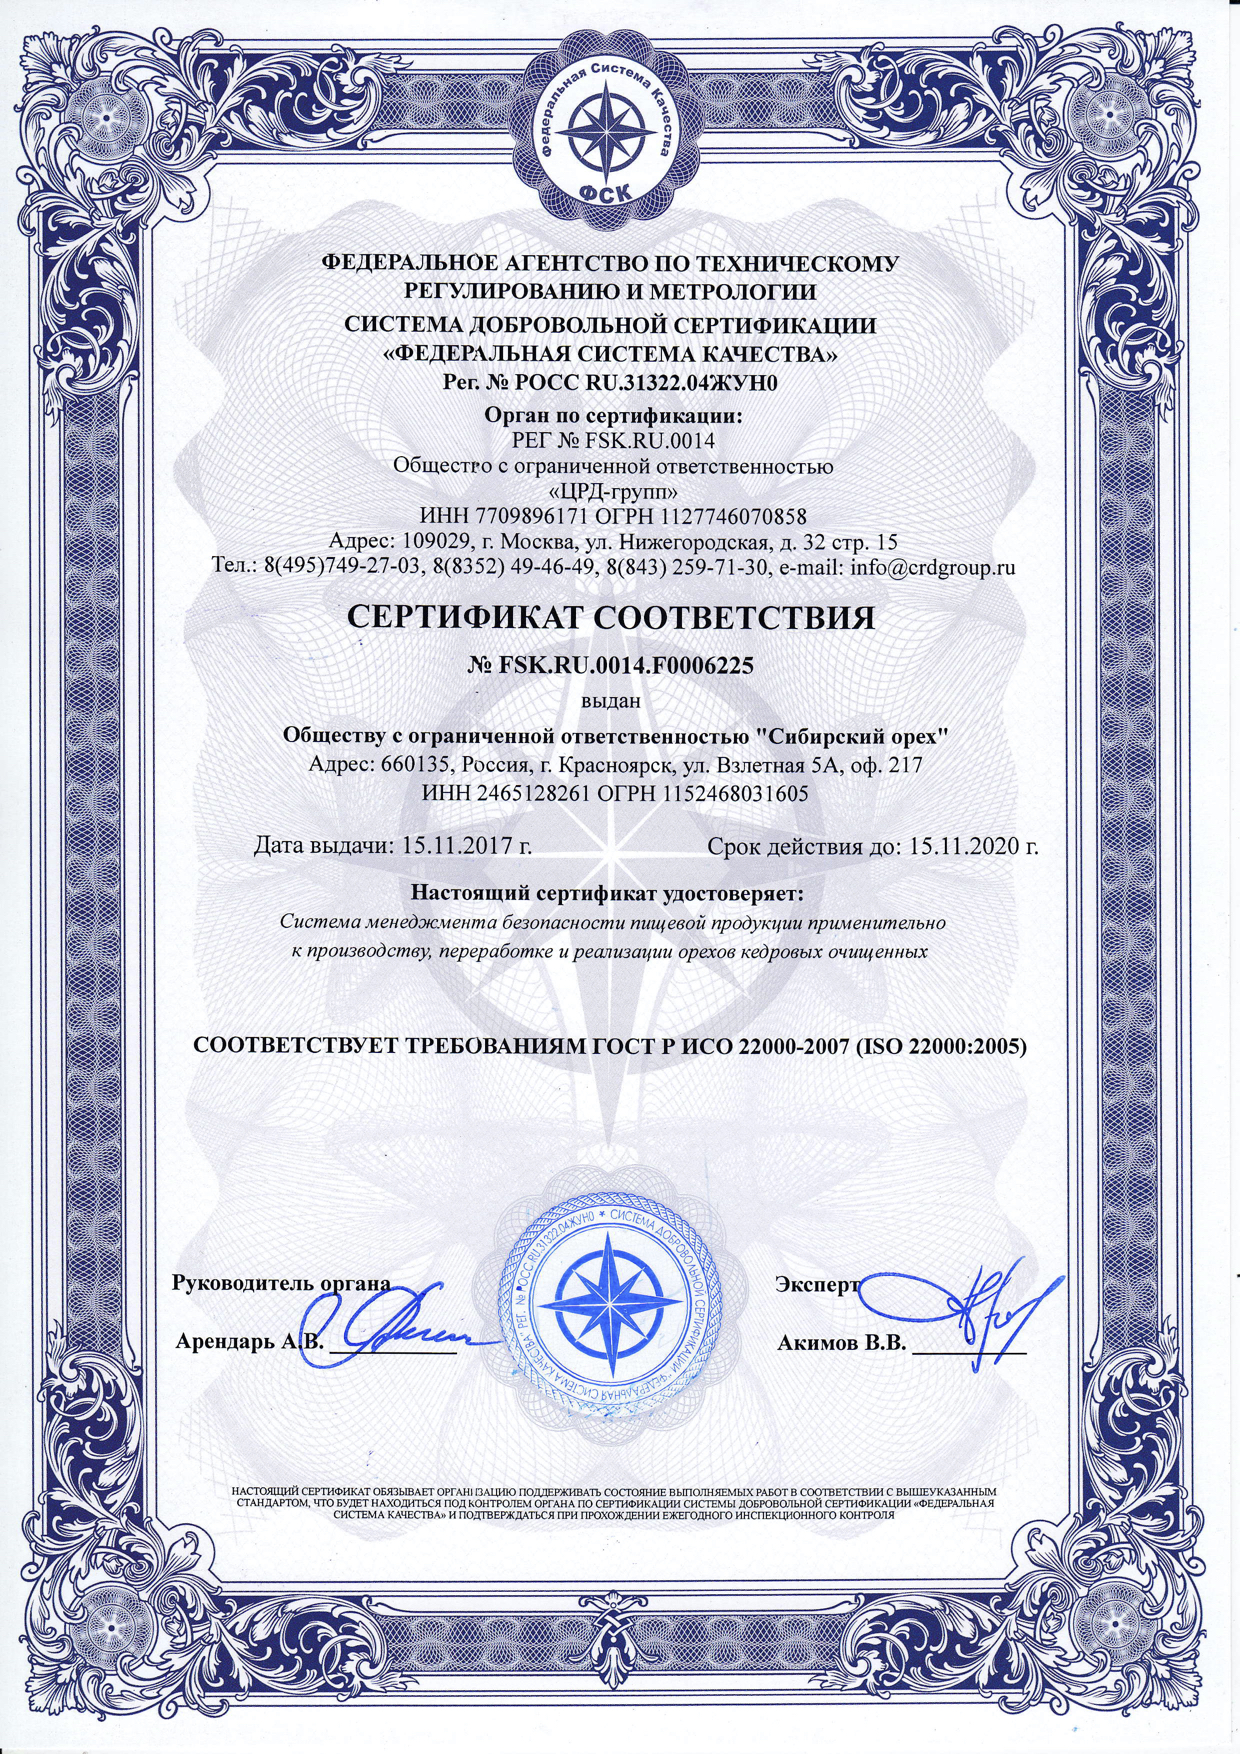 Федеральная Система Качества
ФСК
ФЕДЕРАЛЬНОЕ АГЕНТСТВО ПО ТЕХНИЧЕСКОМУ
РЕГУЛИРОВАНИЮ И МЕТРОЛОГИИ
СИСТЕМА ДОБРОВОЛЬНОЙ СЕРТИФИКАЦИИ
«ФЕДЕРАЛЬНАЯ СИСТЕМА КАЧЕСТВА»
Рег. № РОСС RU.31322.04ЖУН0
Орган по сертификации:
РЕГ № FSK.RU.0014
Общество с ограниченной ответственностью
«ЦРД-групп»
ИНН 7709896171 ОГРН 1127746070858
Адрес: 109029, г. Москва, ул. Нижегородская, д. 32 стр. 15
Тел.: 8(495)749-27-03, 8(8352) 49-46-49, 8(843) 259-71-30, e-mail: info@crdgroup.ru
СЕРТИФИКАТ СООТВЕТСТВИЯ
№ FSK.RU.0014.F0006225
выдан
Обществу с ограниченной ответственностью "Сибирский орех"
Адрес: 660135, Россия, г. Красноярск, ул. Взлетная 5А, оф. 217
ИНН 2465128261 ОГРН 1152468031605
Дата выдачи: 15.11.2017 г. Срок действия до: 15.11.2020 г.
Настоящий сертификат удостоверяет:
Система менеджмента безопасности пищевой продукции применительно
к производству, переработке и реализации орехов кедровых очищенных
СООТВЕТСТВУЕТ ТРЕБОВАНИЯМ ГОСТ Р ИСО 22000-2007 (ISO 22000:2005)
СИСТЕМА ДОБРОВОЛЬНОЙ СЕРТИФИКАЦИИ "ФЕДЕРАЛЬНАЯ СИСТЕМА КАЧЕСТВА" РЕГ. № РОСС RU.31322.04ЖУН0 *
Руководитель органа Эксперт
Арендарь А.В. Акимов В.В.
НАСТОЯЩИЙ СЕРТИФИКАТ ОБЯЗЫВАЕТ ОРГАНИЗАЦИЮ ПОДДЕРЖИВАТЬ СОСТОЯНИЕ ВЫПОЛНЯЕМЫХ РАБОТ В СООТВЕТСТВИИ С ВЫШЕУКАЗАННЫМ
СТАНДАРТОМ, ЧТО БУДЕТ НАХОДИТЬСЯ ПОД КОНТРОЛЕМ ОРГАНА ПО СЕРТИФИКАЦИИ СИСТЕМЫ ДОБРОВОЛЬНОЙ СЕРТИФИКАЦИИ «ФЕДЕРАЛЬНАЯ
СИСТЕМА КАЧЕСТВА» И ПОДТВЕРЖДАТЬСЯ ПРИ ПРОХОЖДЕНИИ ЕЖЕГОДНОГО ИНСПЕКЦИОННОГО КОНТРОЛЯ